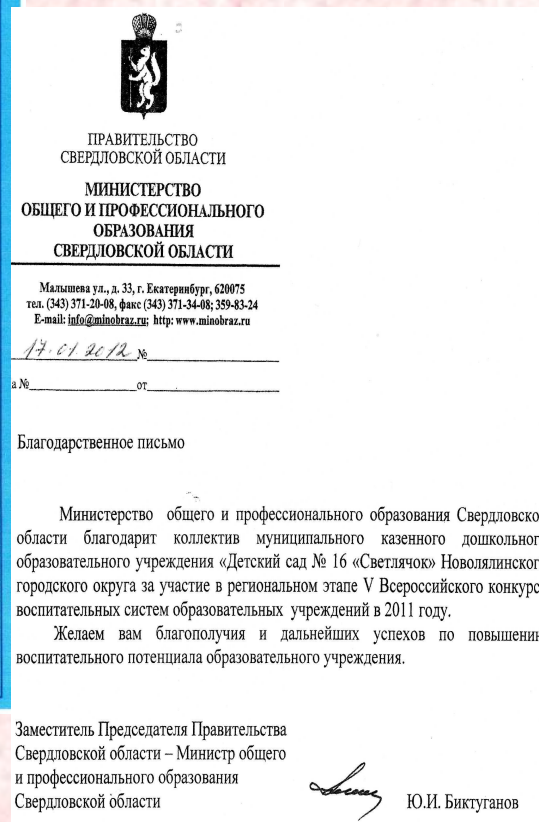 ПРАВИТЕЛЬСТВО
СВЕРДЛОВСКОЙ ОБЛАСТИ
МИНИСТЕРСТВО
ОБЩЕГО И ПРОФЕССИОНАЛЬНОГО
ОБРАЗОВАНИЯ
СВЕРДЛОВСКОЙ ОБЛАСТИ
Малышева ул., д. 33, г. Екатеринбург, 620075
тел. (343) 371-20-08, факс (343) 371-34-08; 359-83-24
E-mail: info@minobraz.ru; http: www.minobraz.ru
17.01.2012 №
а № от
Благодарственное письмо
Министерство общего и профессионального образования Свердловско
области благодарит коллектив муниципального казенного дошкольног
образовательного учреждения «Детский сад № 16 «Светлячок» Новолялинског
городского округа за участие в региональном этапе V Всероссийского конкурс
воспитательных систем образовательных учреждений в 2011 году.
Желаем вам благополучия и дальнейших успехов по повышени
воспитательного потенциала образовательного учреждения.
Заместитель Председателя Правительства
Свердловской области – Министр общего
и профессионального образования
Свердловской области Ю.И. Биктуганов